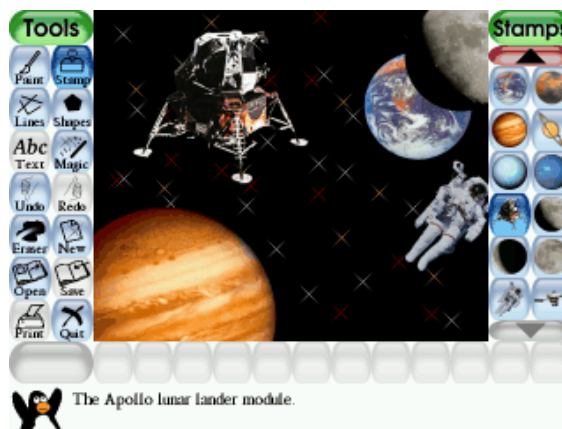 Tools
Stamps
Paint Stamp
Lines Shapes
Abc
Text Magic
Undo Redo
Eraser New
Open Save
Print Quit
The Apollo lunar lander module.